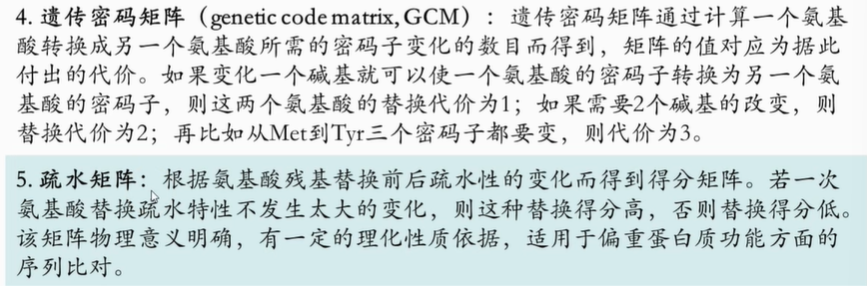 4. 遗传密码矩阵（genetic code matrix, GCM）：遗传密码矩阵通过计算一个氨基
酸转换成另一个氨基酸所需的密码子变化的数目而得到，矩阵的值对应为据此
付出的代价。如果变化一个碱基就可以使一个氨基酸的密码子转换为另一个氨
基酸的密码子，则这两个氨基酸的替换代价为1；如果需要2个碱基的改变，则
替换代价为2；再比如从Met到Tyr三个密码子都要变，则代价为3。
5. 疏水矩阵：根据氨基酸残基替换前后疏水性的变化而得到得分矩阵。若一次
氨基酸替换疏水特性不发生太大的变化，则这种替换得分高，否则替换得分低。
该矩阵物理意义明确，有一定的理化性质依据，适用于偏重蛋白质功能方面的
序列比对。